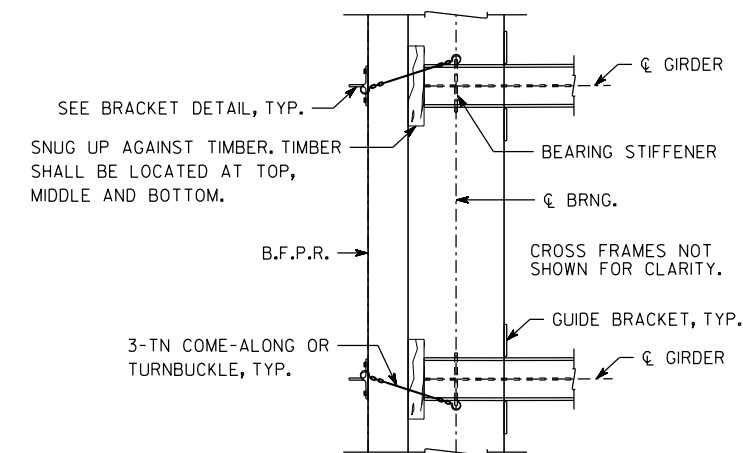 ℄ GIRDER
SEE BRACKET DETAIL, TYP.
SNUG UP AGAINST TIMBER. TIMBER
SHALL BE LOCATED AT TOP,
MIDDLE AND BOTTOM.
BEARING STIFFENER
℄ BRNG.
B.F.P.R.
CROSS FRAMES NOT
SHOWN FOR CLARITY.
GUIDE BRACKET, TYP.
3-TN COME-ALONG OR
TURNBUCKLE, TYP.
℄ GIRDER